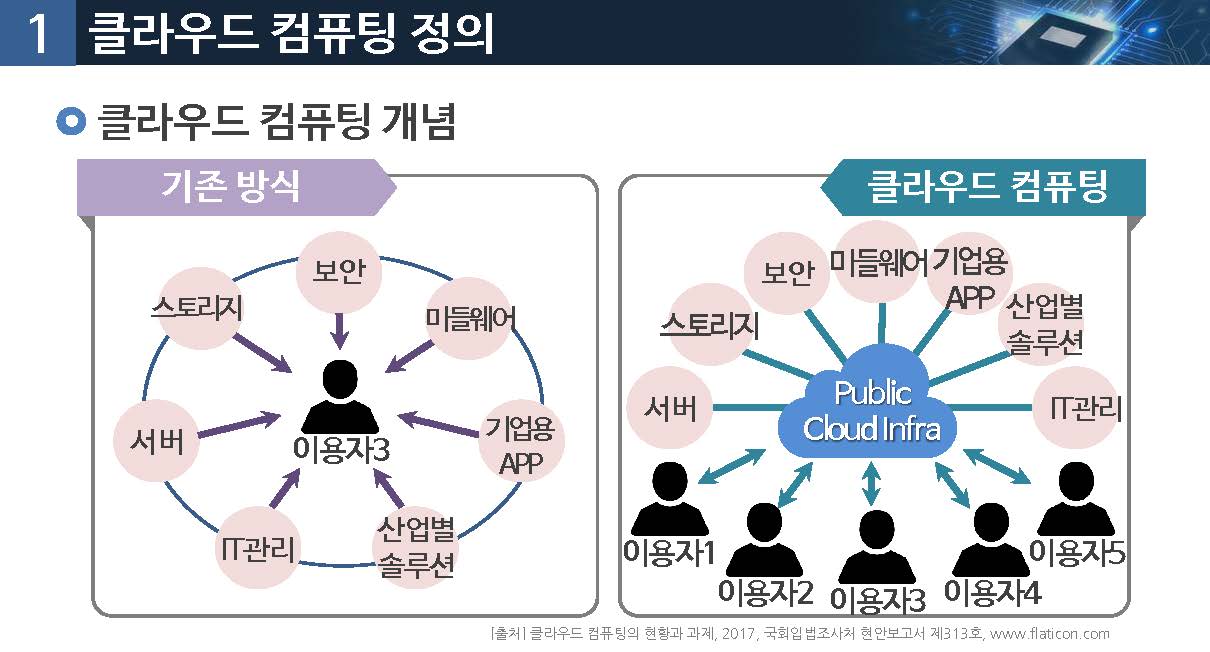 1 클라우드 컴퓨팅 정의
클라우드 컴퓨팅 개념
기존 방식
보안
스토리지
미들웨어
서버
이용자3
기업용
APP
IT관리
산업별
솔루션
클라우드 컴퓨팅
보안
미들웨어
기업용
APP
스토리지
산업별
솔루션
서버
Public
Cloud Infra
IT관리
이용자1
이용자2
이용자3
이용자4
이용자5
[출처] 클라우드 컴퓨팅의 현황과 과제, 2017, 국회입법조사처 현안보고서 제313호, www.flaticon.com